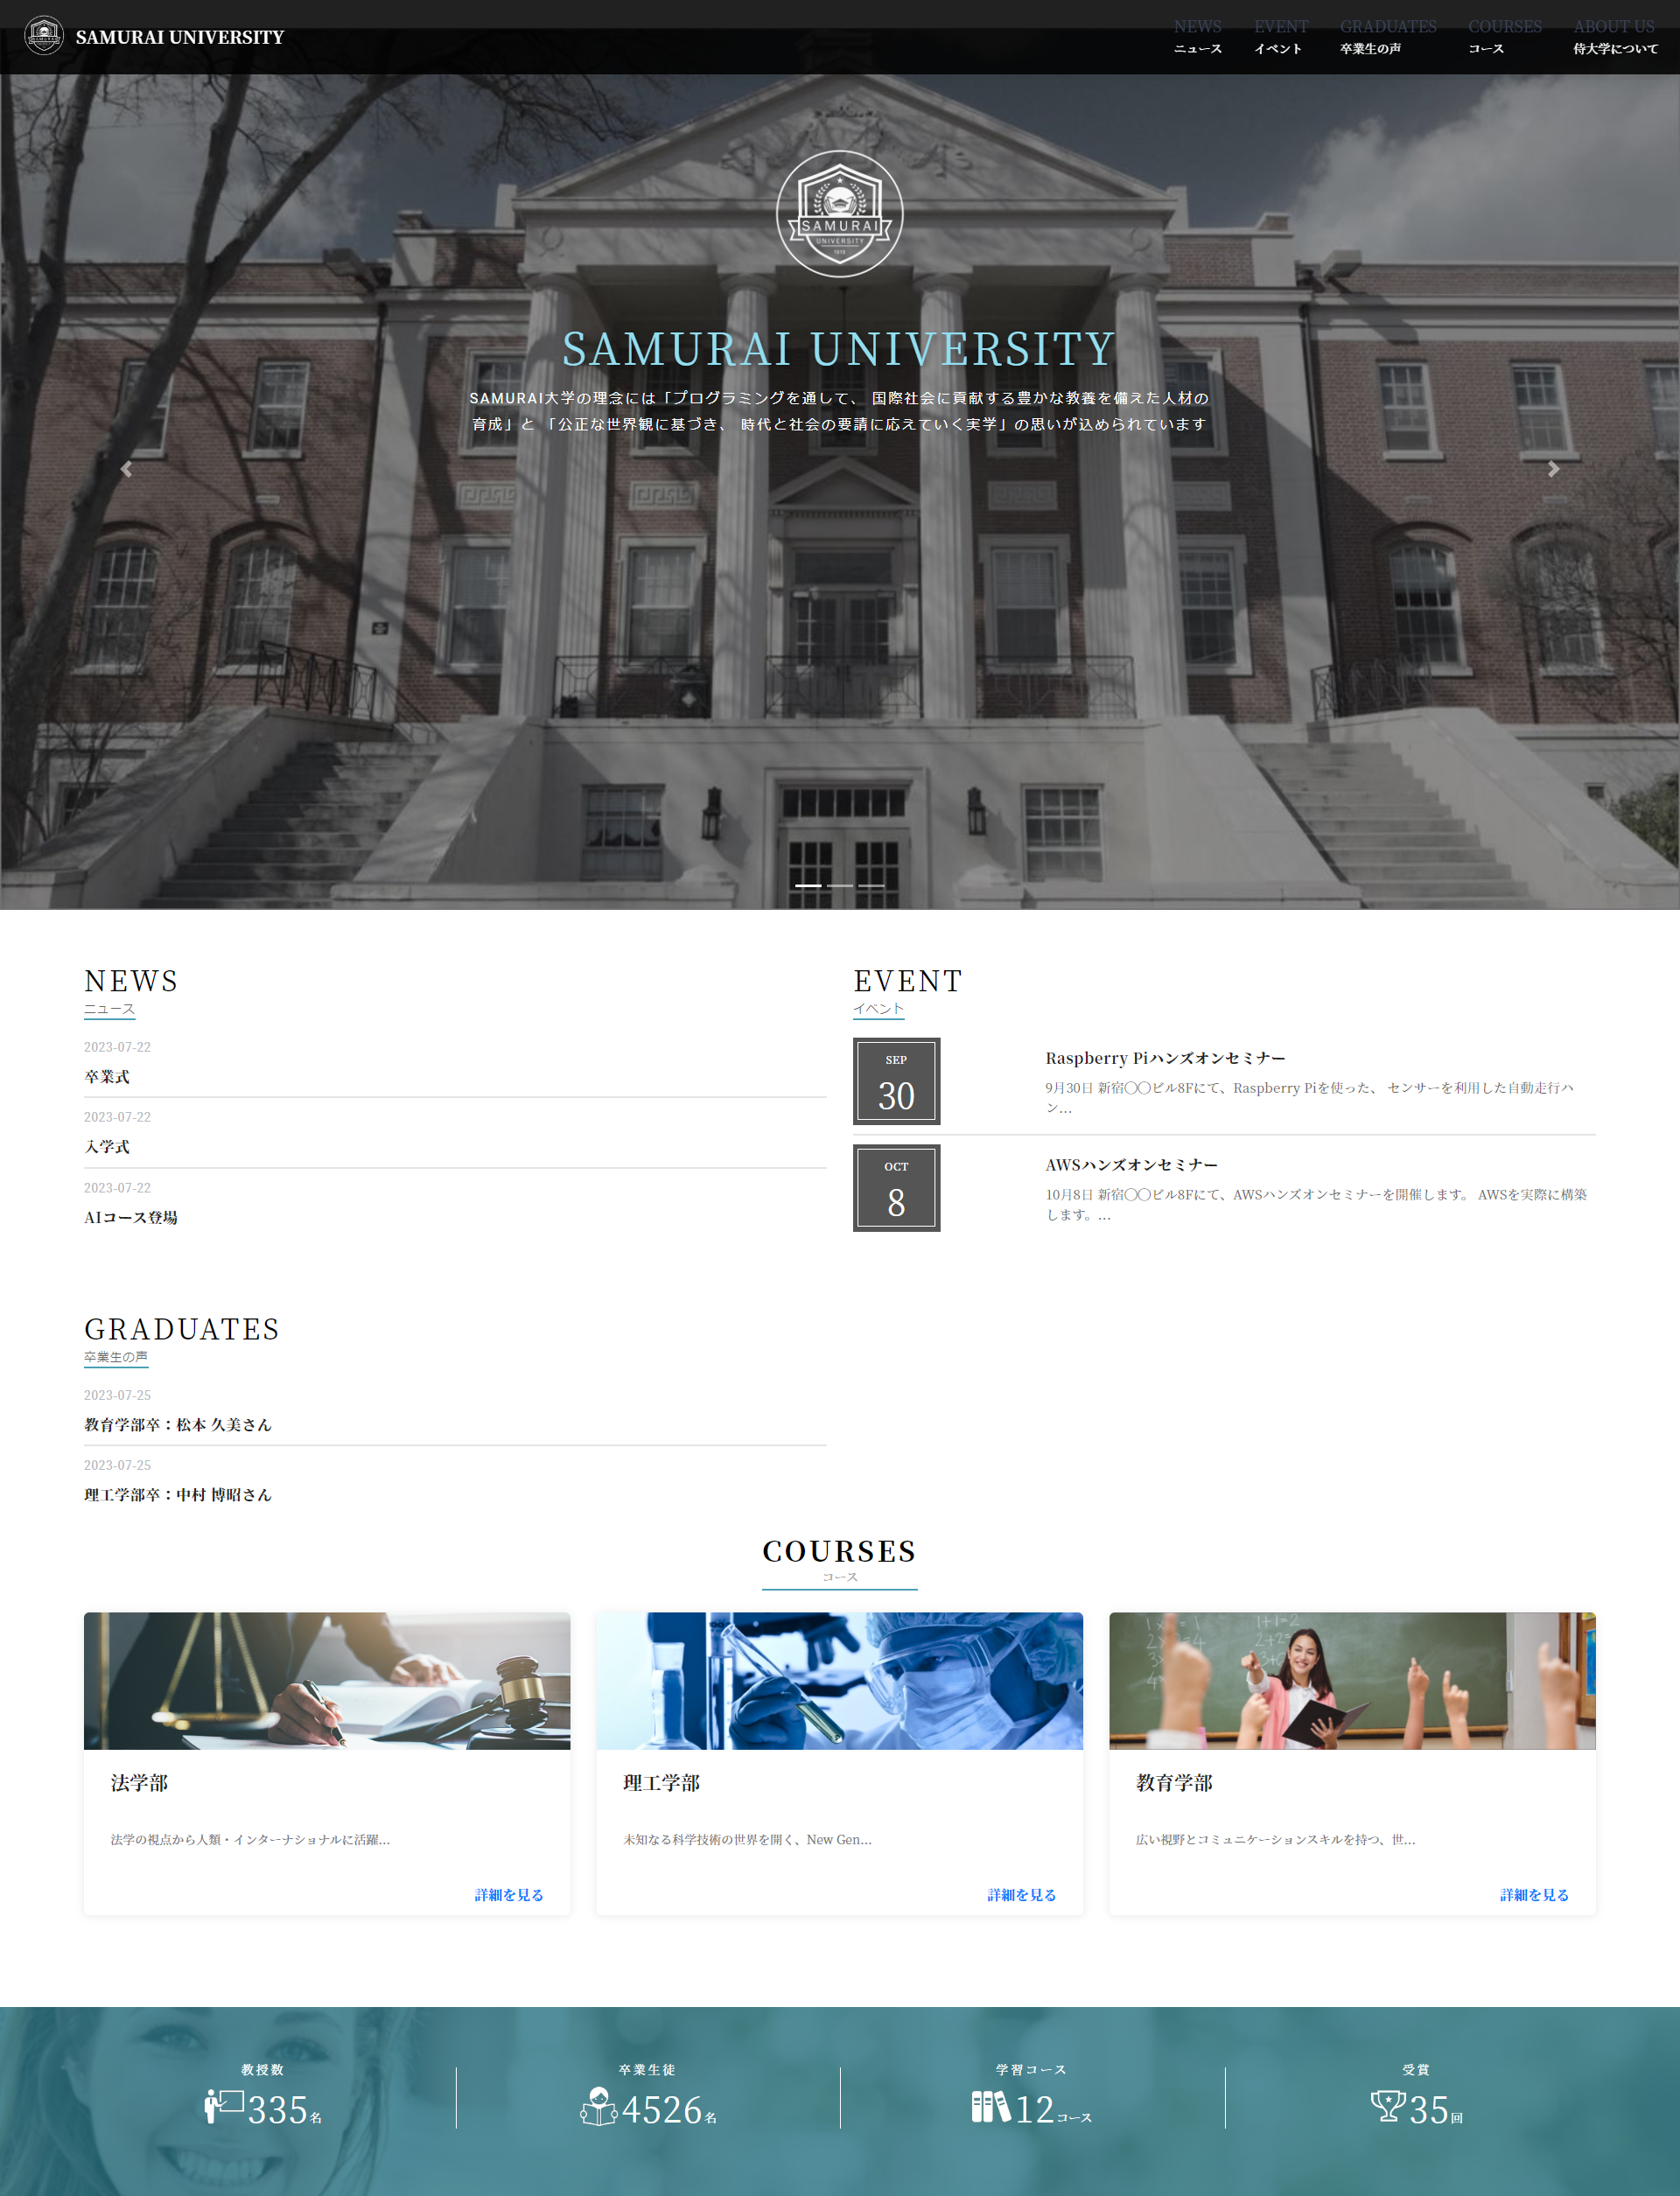 SAMURAI UNIVERSITY
NEWS
ニュース
EVENT
イベント
GRADUATES
卒業生の声
COURSES
コース
ABOUT US
侍大学について
SAMURAI
UNIVERSITY
SAMURAI UNIVERSITY
SAMURAI大学の理念には「プログラミングを通して、 国際社会に貢献する豊かな教養を備えた人材の
育成」と 「公正な世界観に基づき、 時代と社会の要請に応えていく実学」の思いが込められています
NEWS
ニュース
2023-07-22
卒業式
2023-07-22
入学式
2023-07-22
AIコース登場
EVENT
イベント
SEP
30
Raspberry Piハンズオンセミナー
9月30日 新宿◯◯ビル8Fにて、Raspberry Piを使った、 センサーを利用した自動走行ハ
ン...
OCT
8
AWSハンズオンセミナー
10月8日 新宿◯◯ビル8Fにて、AWSハンズオンセミナーを開催します。 AWSを実際に構築
します。...
GRADUATES
卒業生の声
2023-07-25
教育学部卒：松本 久美さん
2023-07-25
理工学部卒：中村 博昭さん
COURSES
コース
法学部
法学の視点から人類・インターナショナルに活躍...
詳細を見る
理工学部
未知なる科学技術の世界を開く、New Gen...
詳細を見る
1+1=2
2+2=
教育学部
広い視野とコミュニケーションスキルを持つ、世...
詳細を見る
教授数
335名
卒業生徒
4526名
学習コース
12コース
受賞
35回